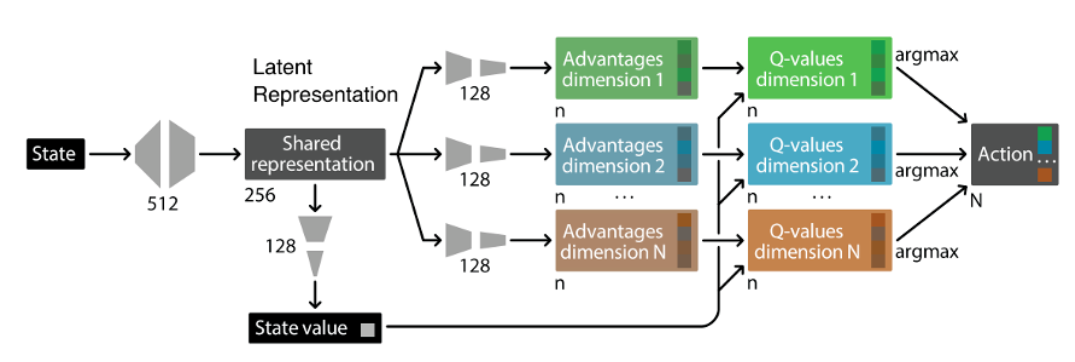 Latent
Representation
State
512
Shared
representation
256
128
State value
128
128
128
Advantages
dimension 1
n
Advantages
dimension 2
n
...
Advantages
dimension N
n
Q-values
dimension 1
n
Q-values
dimension 2
n
...
Q-values
dimension N
n
argmax
argmax
argmax
Action
...
N